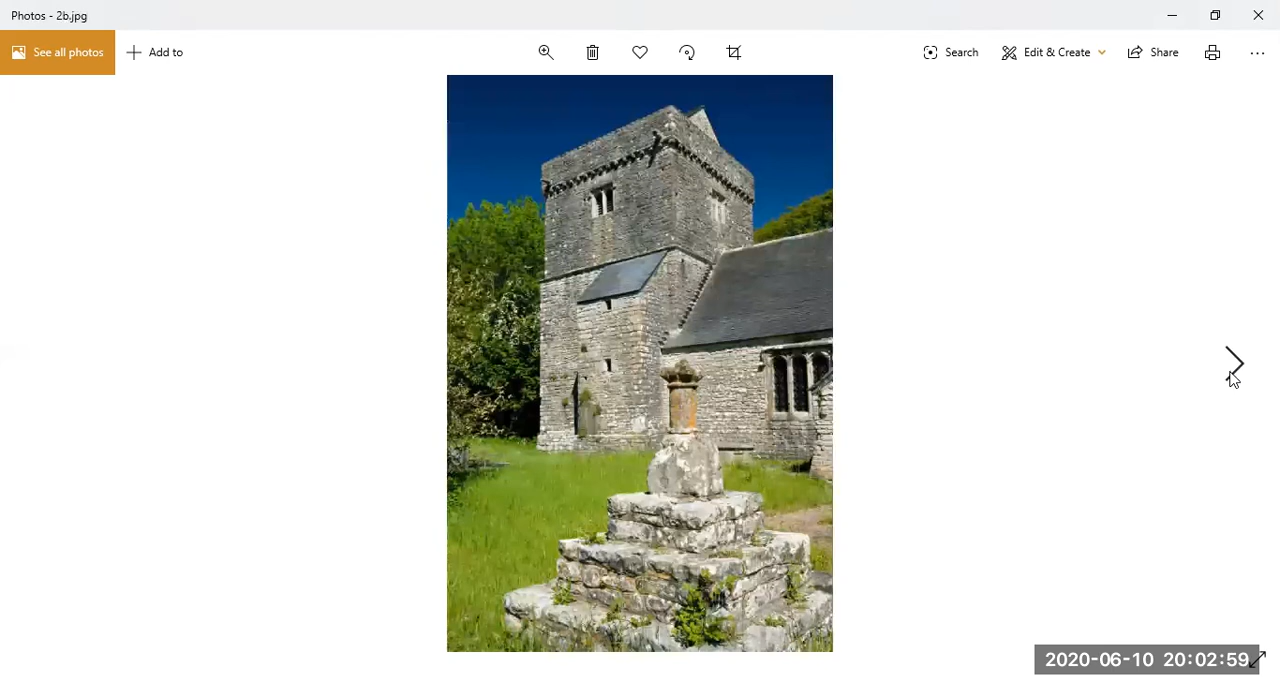 Photos - 2b.jpg
See all photos
Add to
Search
Edit & Create
Share
2020-06-10 20:02:59